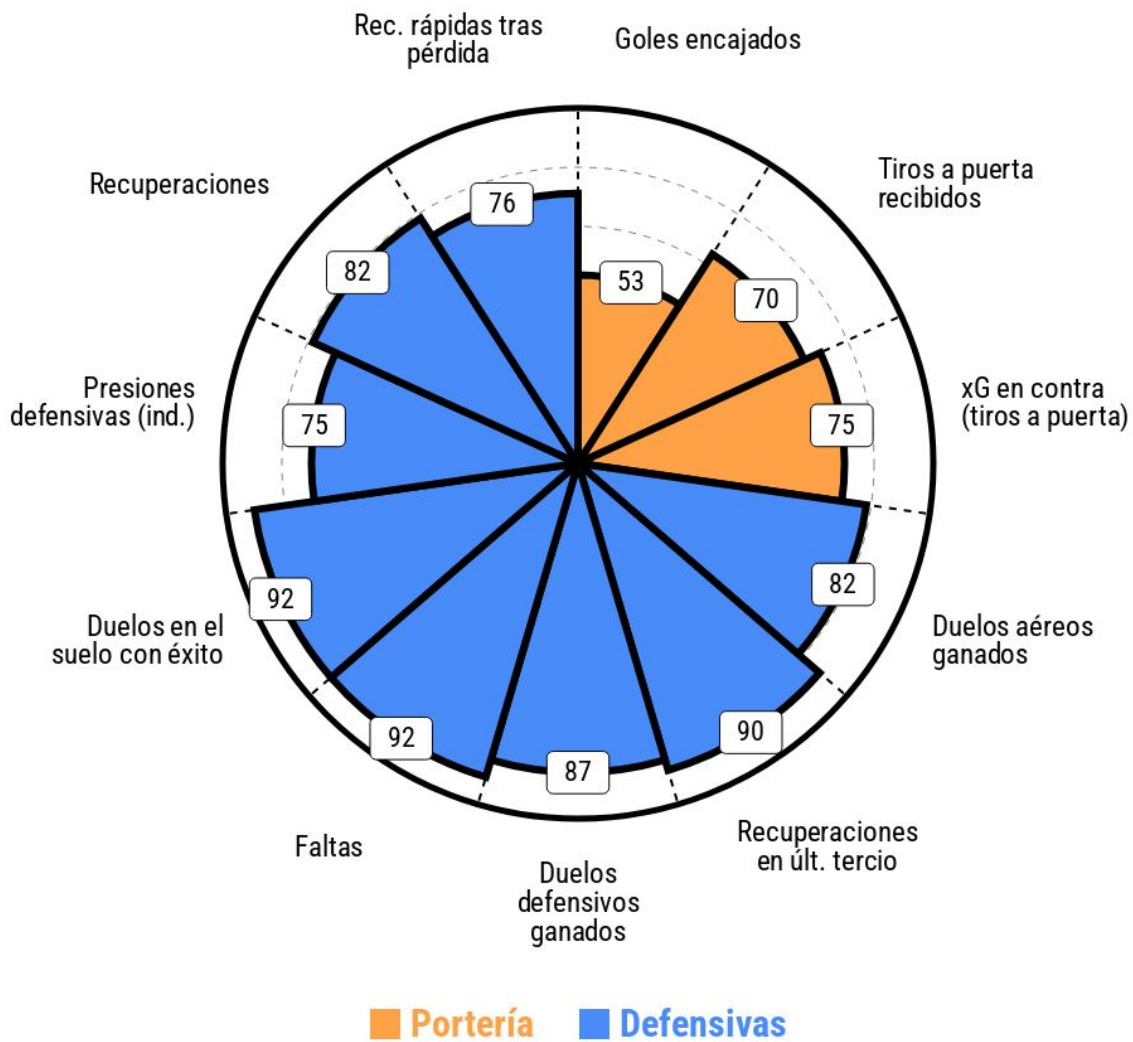 Rec. rápidas tras
pérdida
Goles encajados
Tiros a puerta
recibidos
Recuperaciones
76
82
53
70
Presiones
defensivas (ind.)
75
75
xG en contra
(tiros a puerta)
92
82
Duelos en el
suelo con éxito
Duelos aéreos
ganados
92
87
90
Faltas
Recuperaciones
en últ. tercio
Duelos
defensivos
ganados
Portería
Defensivas